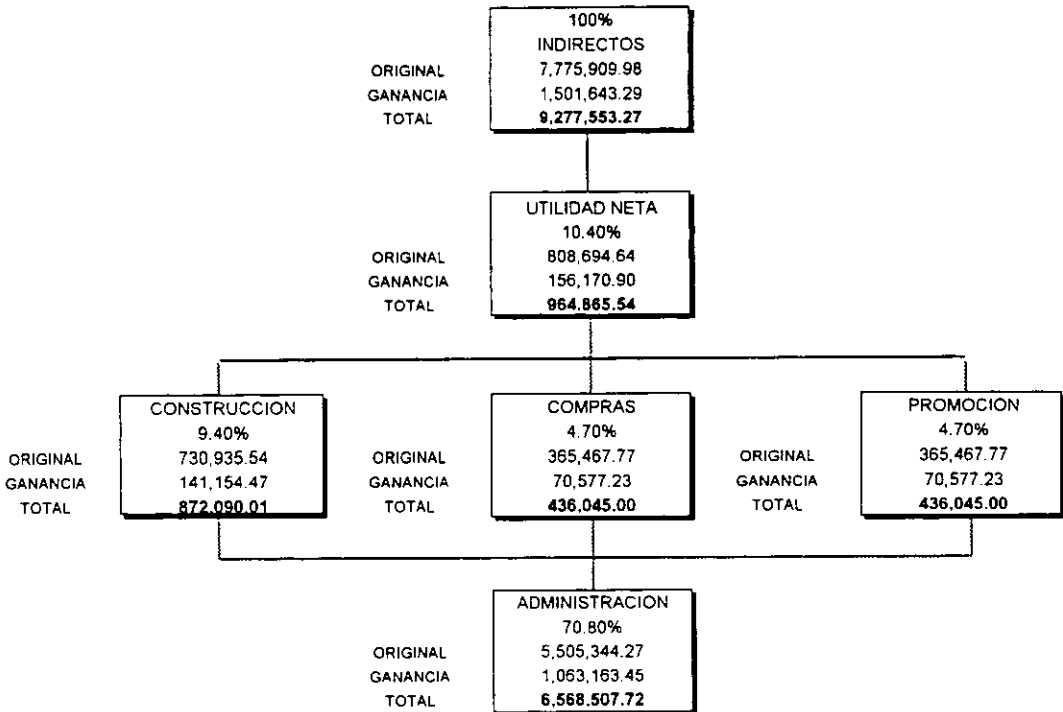 100%
INDIRECTOS
ORIGINAL 7,775,909.98
GANANCIA 1,501,643.29
TOTAL 9,277,553.27
UTILIDAD NETA
10.40%
ORIGINAL 808,694.64
GANANCIA 156,170.90
TOTAL 964,865.54
CONSTRUCCION
9.40%
ORIGINAL 730,935.54
GANANCIA 141,154.47
TOTAL 872,090.01
COMPRAS
4.70%
ORIGINAL 365,467.77
GANANCIA 70,577.23
TOTAL 436,045.00
PROMOCION
4.70%
ORIGINAL 365,467.77
GANANCIA 70,577.23
TOTAL 436,045.00
ADMINISTRACION
70.80%
ORIGINAL 5,505,344.27
GANANCIA 1,063,163.45
TOTAL 6,568,507.72